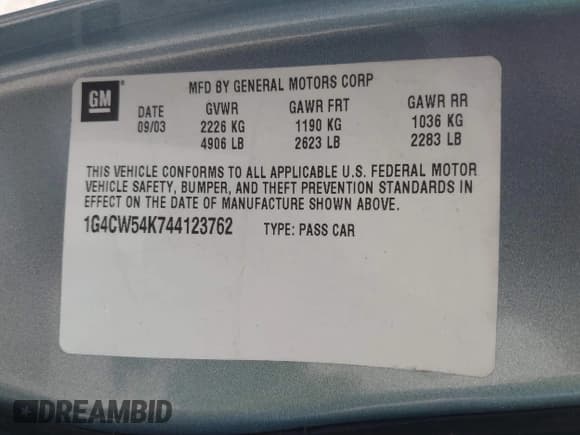 GM
MFD BY GENERAL MOTORS CORP
DATE GVWR GAWR FRT GAWR RR
09/03 2226 KG 1190 KG 1036 KG
4906 LB 2623 LB 2283 LB
THIS VEHICLE CONFORMS TO ALL APPLICABLE U.S. FEDERAL MOTOR
VEHICLE SAFETY, BUMPER, AND THEFT PREVENTION STANDARDS IN
EFFECT ON THE DATE OF MANUFACTURE SHOWN ABOVE.
1G4CW54K744123762 TYPE: PASS CAR
DREAMBID